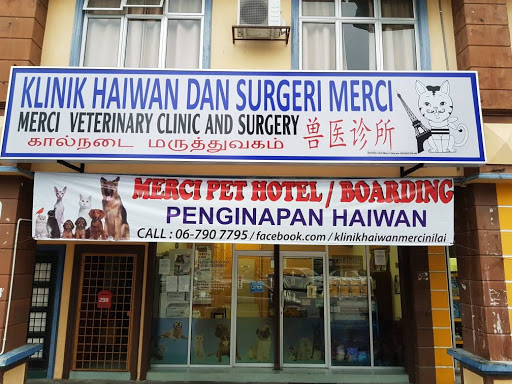 KLINIK HAIWAN DAN SURGERI MERCI
MERCI VETERINARY CLINIC AND SURGERY
கால்நடை மருத்துவகம்
兽医诊所
MERCI PET HOTEL / BOARDING
PENGINAPAN HAIWAN
CALL : 06-790 7795 / facebook.com / klinikhaiwanmercinilai